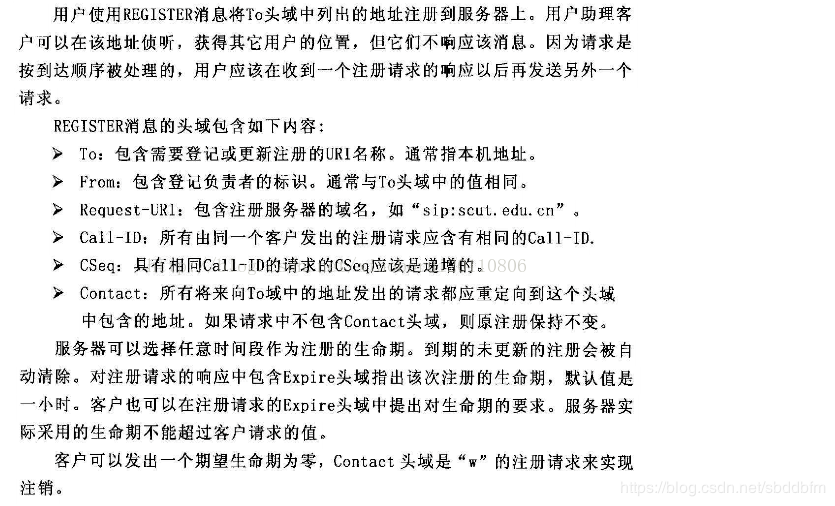 用户使用REGISTER消息将To头域中列出的地址注册到服务器上。用户助理客
户可以在该地址侦听，获得其它用户的位置，但它们不响应该消息。因为请求是
按到达顺序被处理的，用户应该在收到一个注册请求的响应以后再发送另外一个
请求。
REGISTER消息的头域包含如下内容：
➢ To：包含需要登记或更新注册的URI名称。通常指本机地址。
➢ From：包含登记负责者的标识。通常与To头域中的值相同。
➢ Request-URI：包含注册服务器的域名，如“sip:scut.edu.cn”。
➢ Call-ID：所有由同一个客户发出的注册请求应含有相同的Call-ID.
➢ CSeq：具有相同Call-ID的请求的CSeq应该是递增的。
10806
➢ Contact：所有将来向To域中的地址发出的请求都应重定向到这个头域
中包含的地址。如果请求中不包含Contact头域，则原注册保持不变。
服务器可以选择任意时间段作为注册的生命期。到期的未更新的注册会被自
动清除。对注册请求的响应中包含Expire头域指出该次注册的生命期，默认值是
一小时。客户也可以在注册请求的Expire头域中提出对生命期的要求。服务器实
际采用的生命期不能超过客户请求的值。
客户可以发出一个期望生命期为零，Contact 头域是“w”的注册请求来实现
注销。
https://blog.csdn.net/sbddbfm